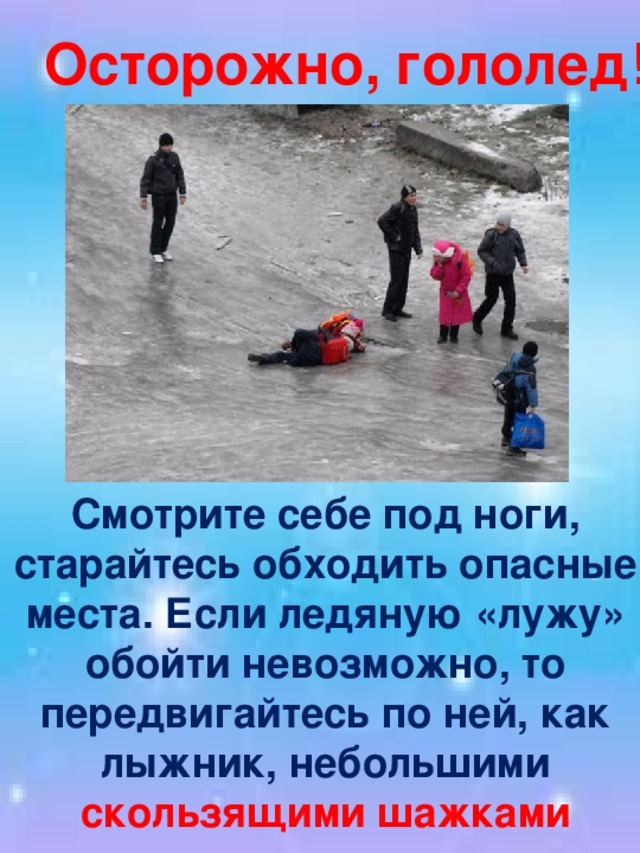 Осторожно, гололед!
Смотрите себе под ноги,
старайтесь обходить опасные
места. Если ледяную «лужу»
обойти невозможно, то
передвигайтесь по ней, как
лыжник, небольшими
скользящими шажками